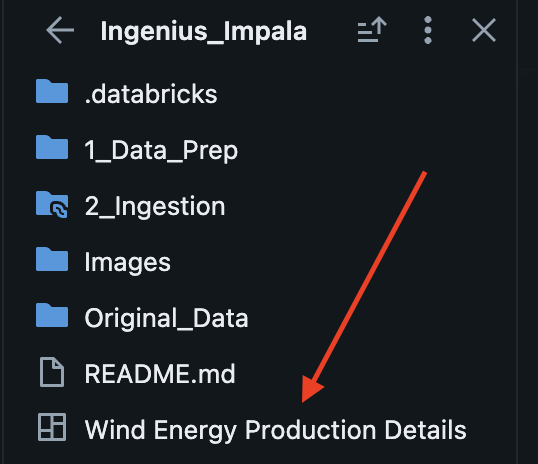 Ingenius_Impala
.databricks
1_Data_Prep
2_Ingestion
Images
Original_Data
README.md
Wind Energy Production Details